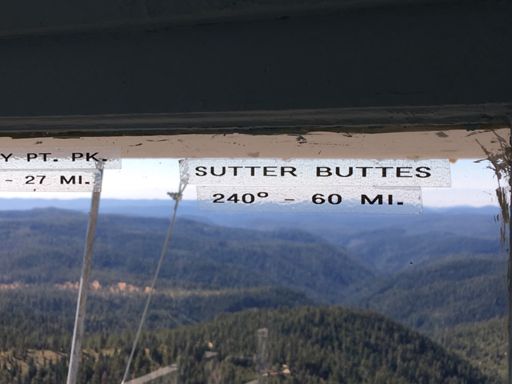 Y PT. PK.
- 27 MI.
SUTTER BUTTES
240° - 60 MI.